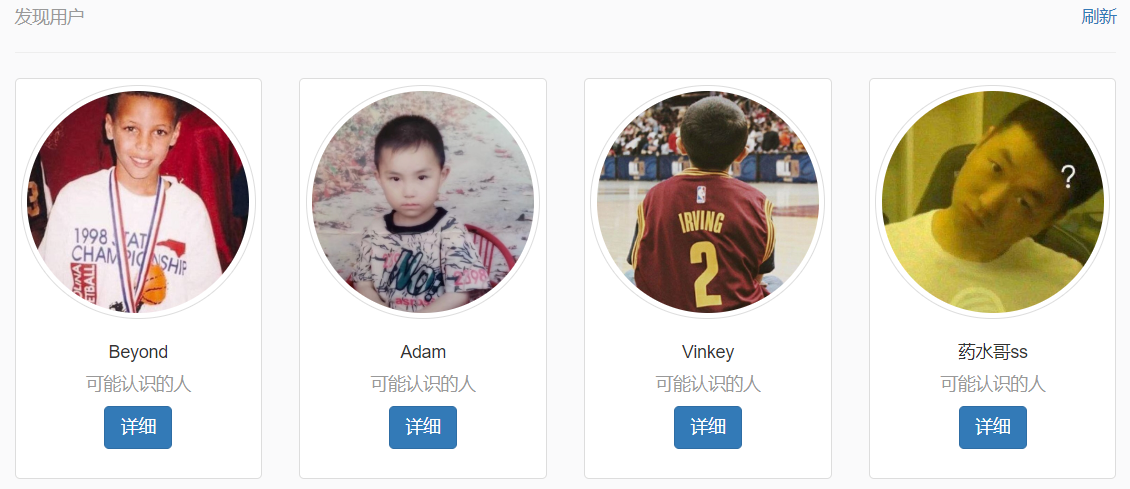 发现用户
刷新
1998 STAT
CHAMPIONSHIP
Beyond
可能认识的人
详细
Adam
可能认识的人
详细
IRVING
2
Vinkey
可能认识的人
详细
?
药水哥ss
可能认识的人
详细